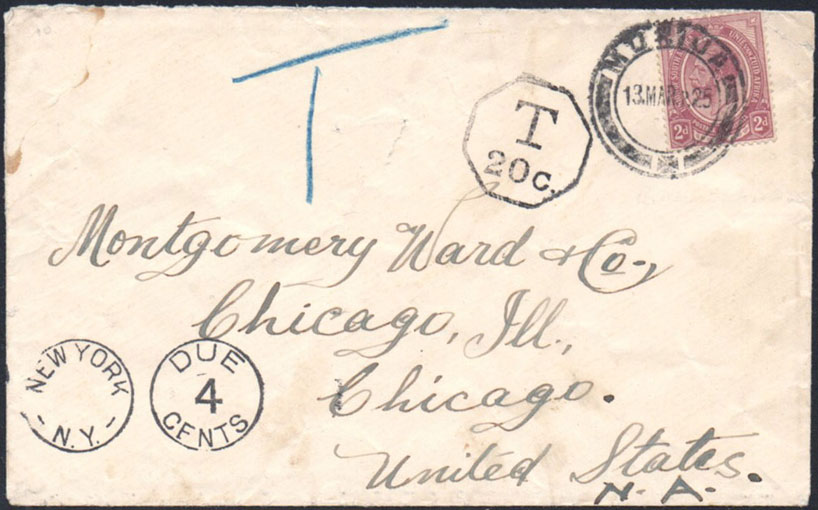 T
T
20c.
13.MAR.25
2d
2d
Montgomery Ward & Co-,
Chicago, Ill.,
Chicago.
United States.
N. A.
NEW YORK
- N.Y. -
DUE
4
CENTS